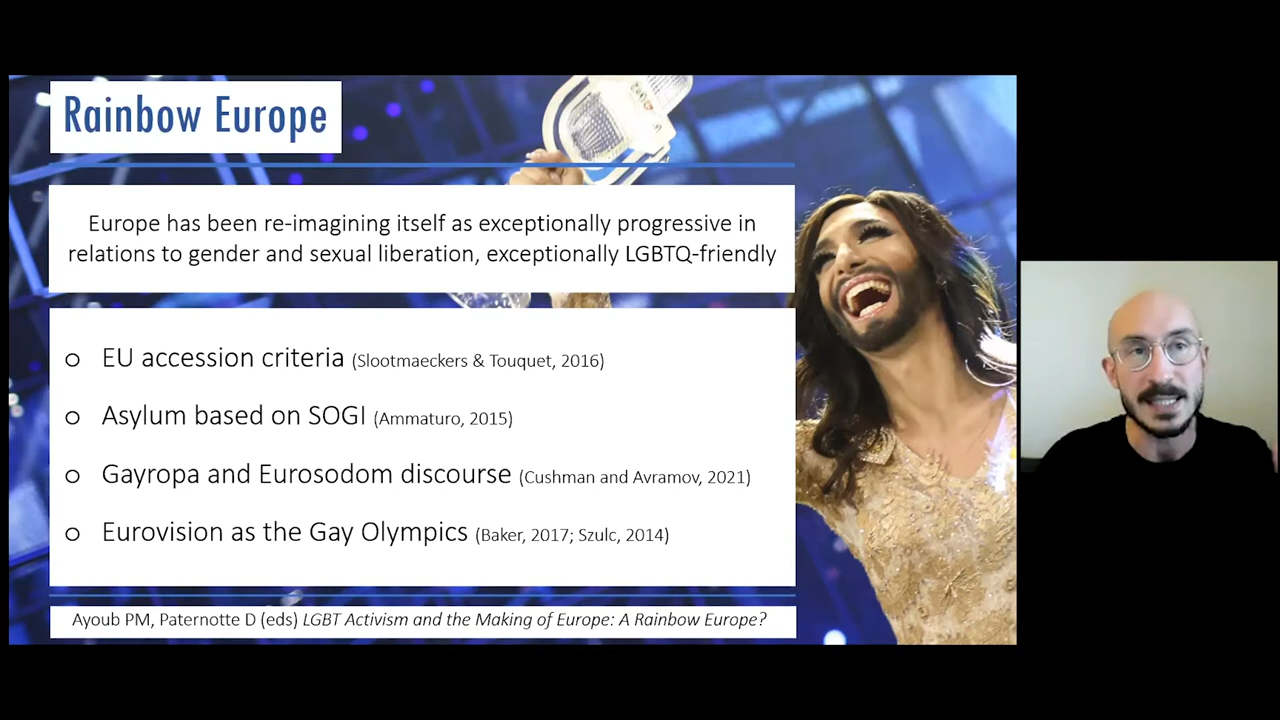 Rainbow Europe
Europe has been re-imagining itself as exceptionally progressive in
relations to gender and sexual liberation, exceptionally LGBTQ-friendly
o EU accession criteria (Slootmaeckers & Touquet, 2016)
o Asylum based on SOGI (Ammaturo, 2015)
o Gayropa and Eurosodom discourse (Cushman and Avramov, 2021)
o Eurovision as the Gay Olympics (Baker, 2017; Szulc, 2014)
Ayoub PM, Paternotte D (eds) LGBT Activism and the Making of Europe: A Rainbow Europe?